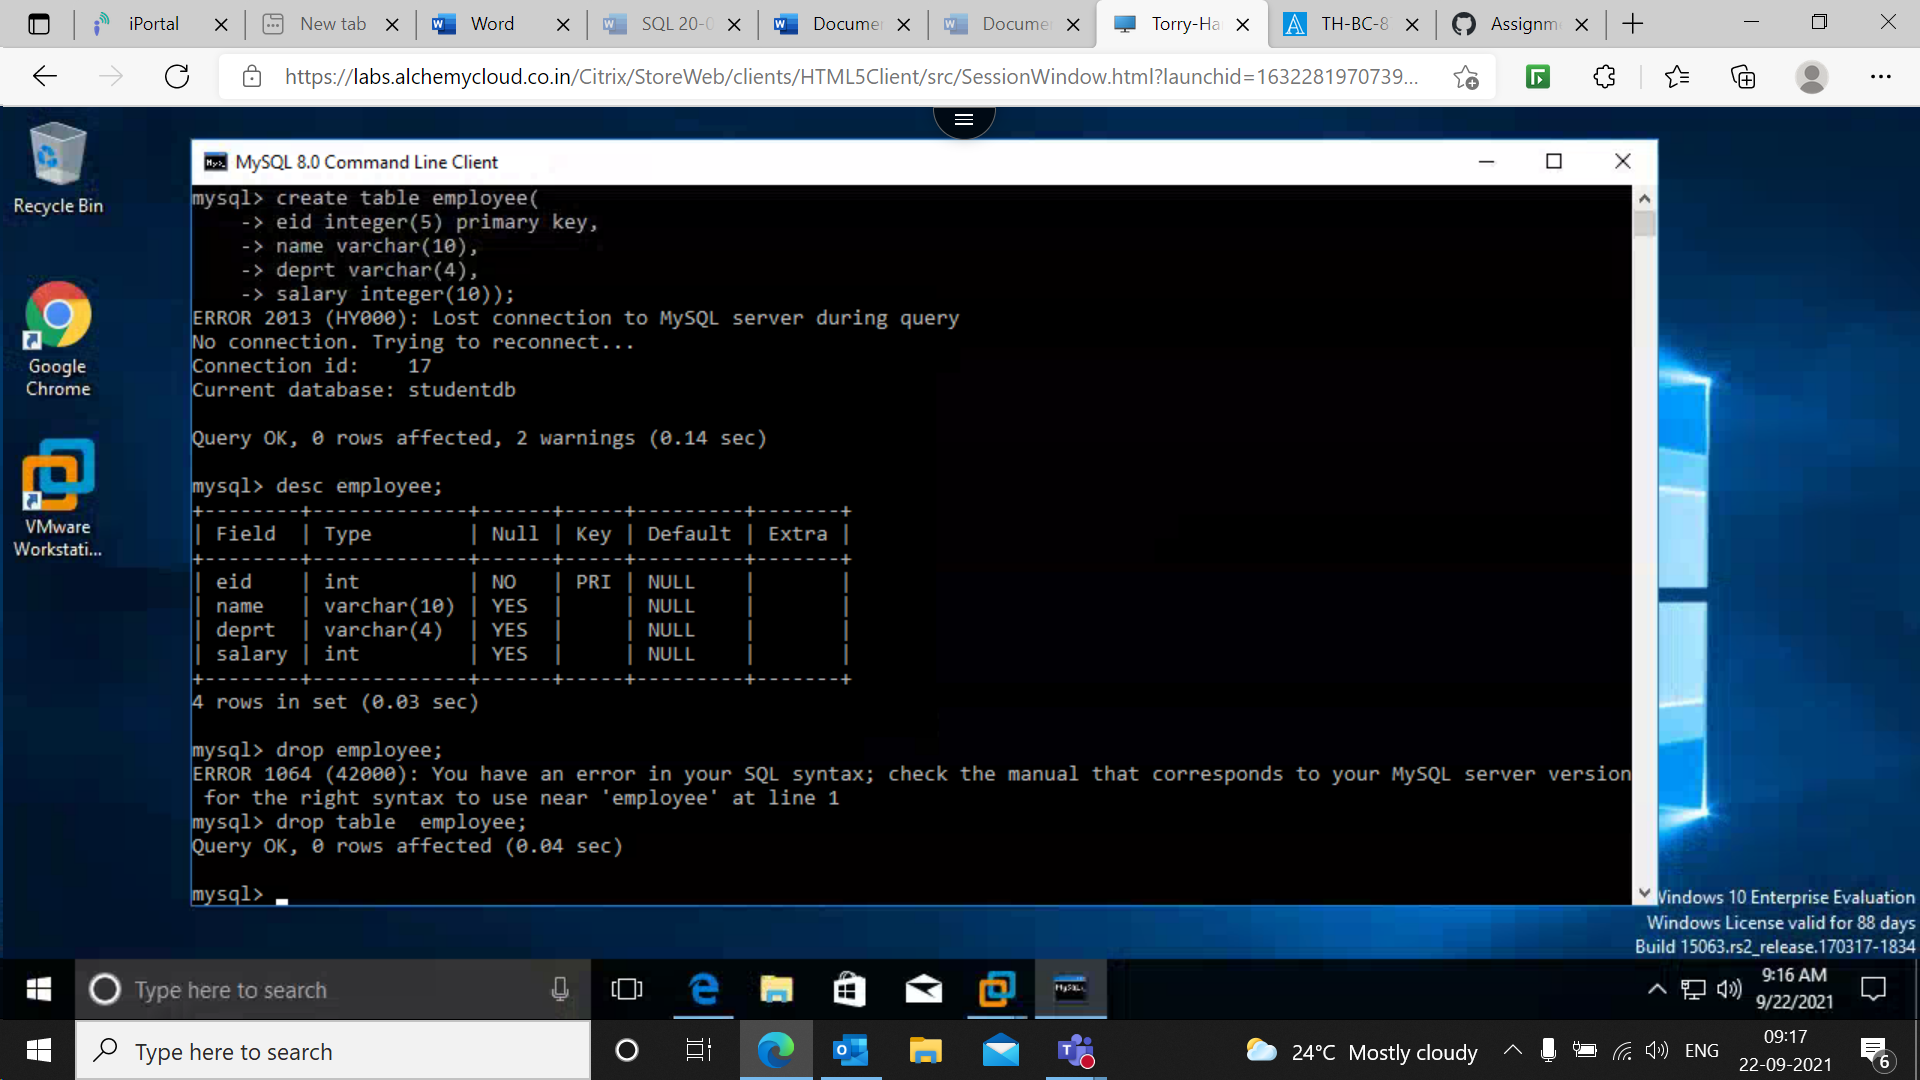 iPortal
New tab
Word
SQL 20-0
Docume
Docume
Torry-Ha
TH-BC-8
Assignm
https://labs.alchemycloud.co.in/Citrix/StoreWeb/clients/HTML5Client/src/SessionWindow.html?launchid=1632281970739...
Recycle Bin
Google
Chrome
VMware
Workstati...
MySQL 8.0 Command Line Client
mysql> create table employee(
    -> eid integer(5) primary key,
    -> name varchar(10),
    -> deprt varchar(4),
    -> salary integer(10));
ERROR 2013 (HY000): Lost connection to MySQL server during query
No connection. Trying to reconnect...
Connection id:    17
Current database: studentdb
Query OK, 0 rows affected, 2 warnings (0.14 sec)
mysql> desc employee;
+--------+-------------+------+-----+---------+-------+
| Field  | Type        | Null | Key | Default | Extra |
+--------+-------------+------+-----+---------+-------+
| eid    | int         | NO   | PRI | NULL    |       |
| name   | varchar(10) | YES  |     | NULL    |       |
| deprt  | varchar(4)  | YES  |     | NULL    |       |
| salary | int         | YES  |     | NULL    |       |
+--------+-------------+------+-----+---------+-------+
4 rows in set (0.03 sec)
mysql> drop employee;
ERROR 1064 (42000): You have an error in your SQL syntax; check the manual that corresponds to your MySQL server version
 for the right syntax to use near 'employee' at line 1
mysql> drop table  employee;
Query OK, 0 rows affected (0.04 sec)
mysql>
Windows 10 Enterprise Evaluation
Windows License valid for 88 days
Build 15063.rs2_release.170317-1834
Type here to search
9:16 AM
9/22/2021
Type here to search
24°C Mostly cloudy
ENG
09:17
22-09-2021
6